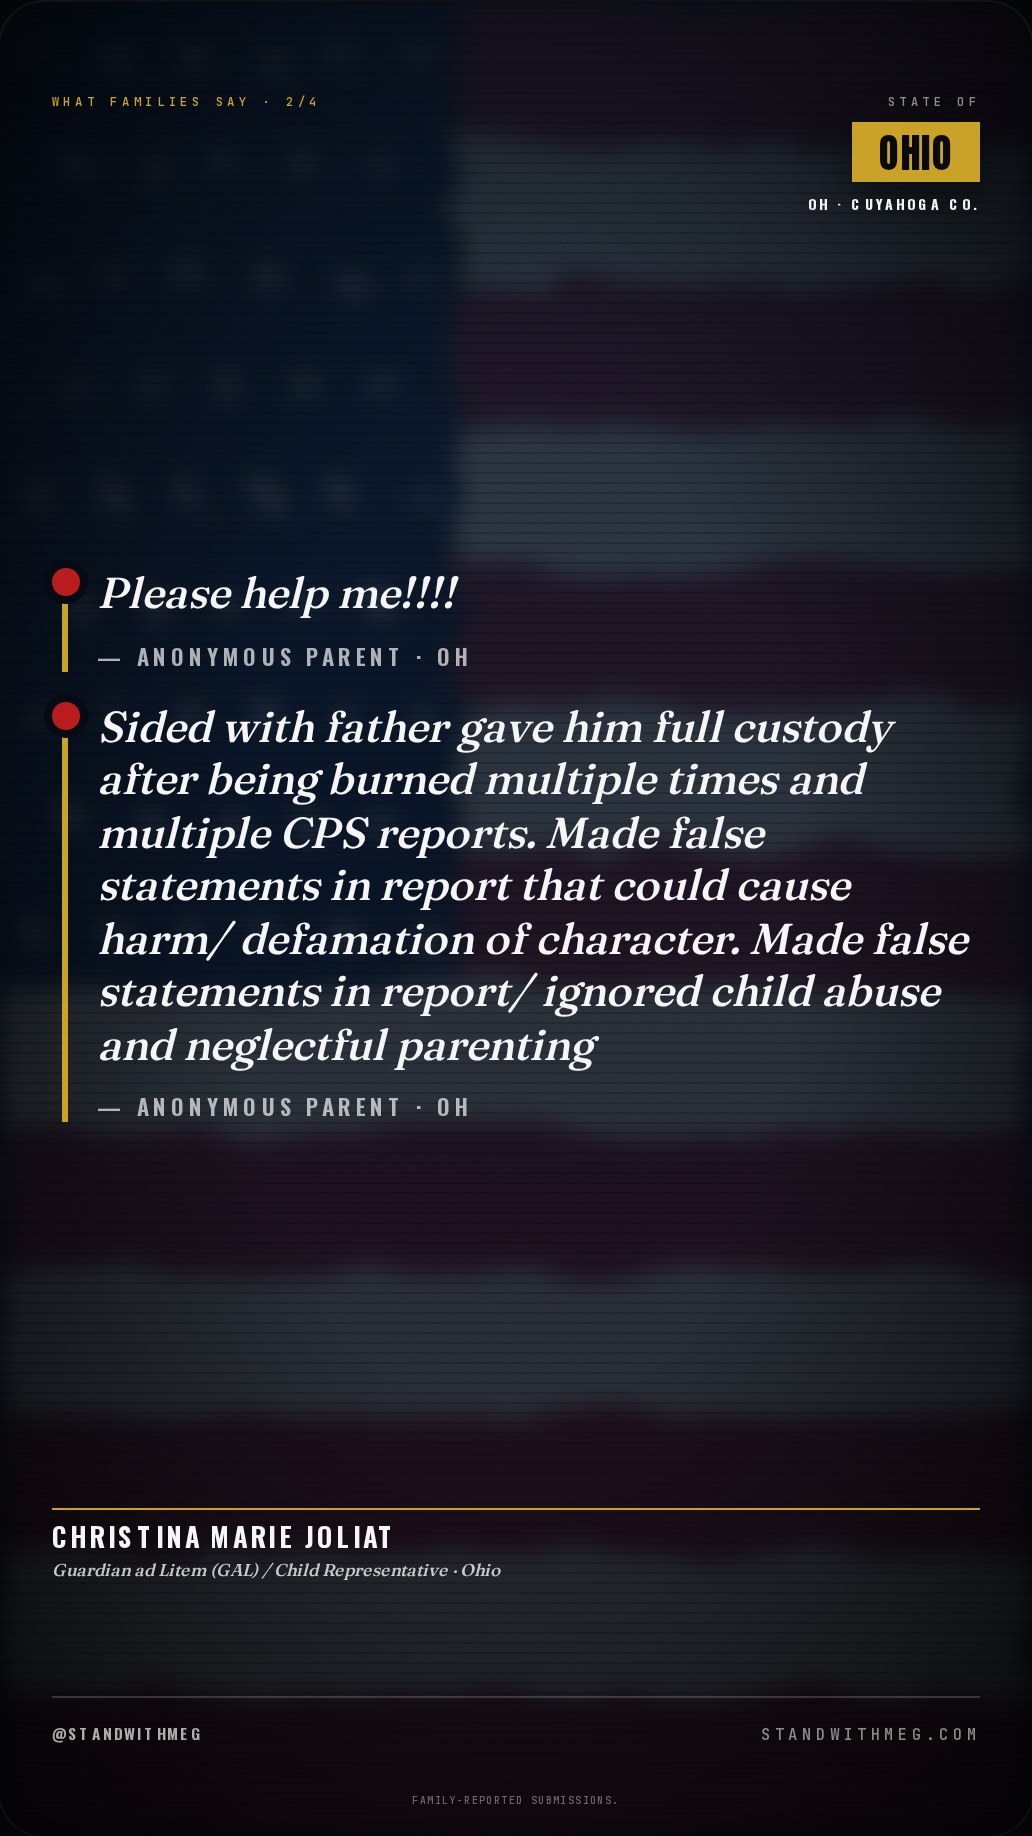 WHAT FAMILIES SAY · 2/4
STATE OF
OHIO
OH · CUYAHOGA CO.
Please help me!!!!
— ANONYMOUS PARENT · OH
Sided with father gave him full custody
after being burned multiple times and
multiple CPS reports. Made false
statements in report that could cause
harm/ defamation of character. Made false
statements in report/ ignored child abuse
and neglectful parenting
— ANONYMOUS PARENT · OH
CHRISTINA MARIE JOLIAT
Guardian ad Litem (GAL) / Child Representative · Ohio
@STANDWITHMEG
STANDWITHMEG.COM
FAMILY-REPORTED SUBMISSIONS.